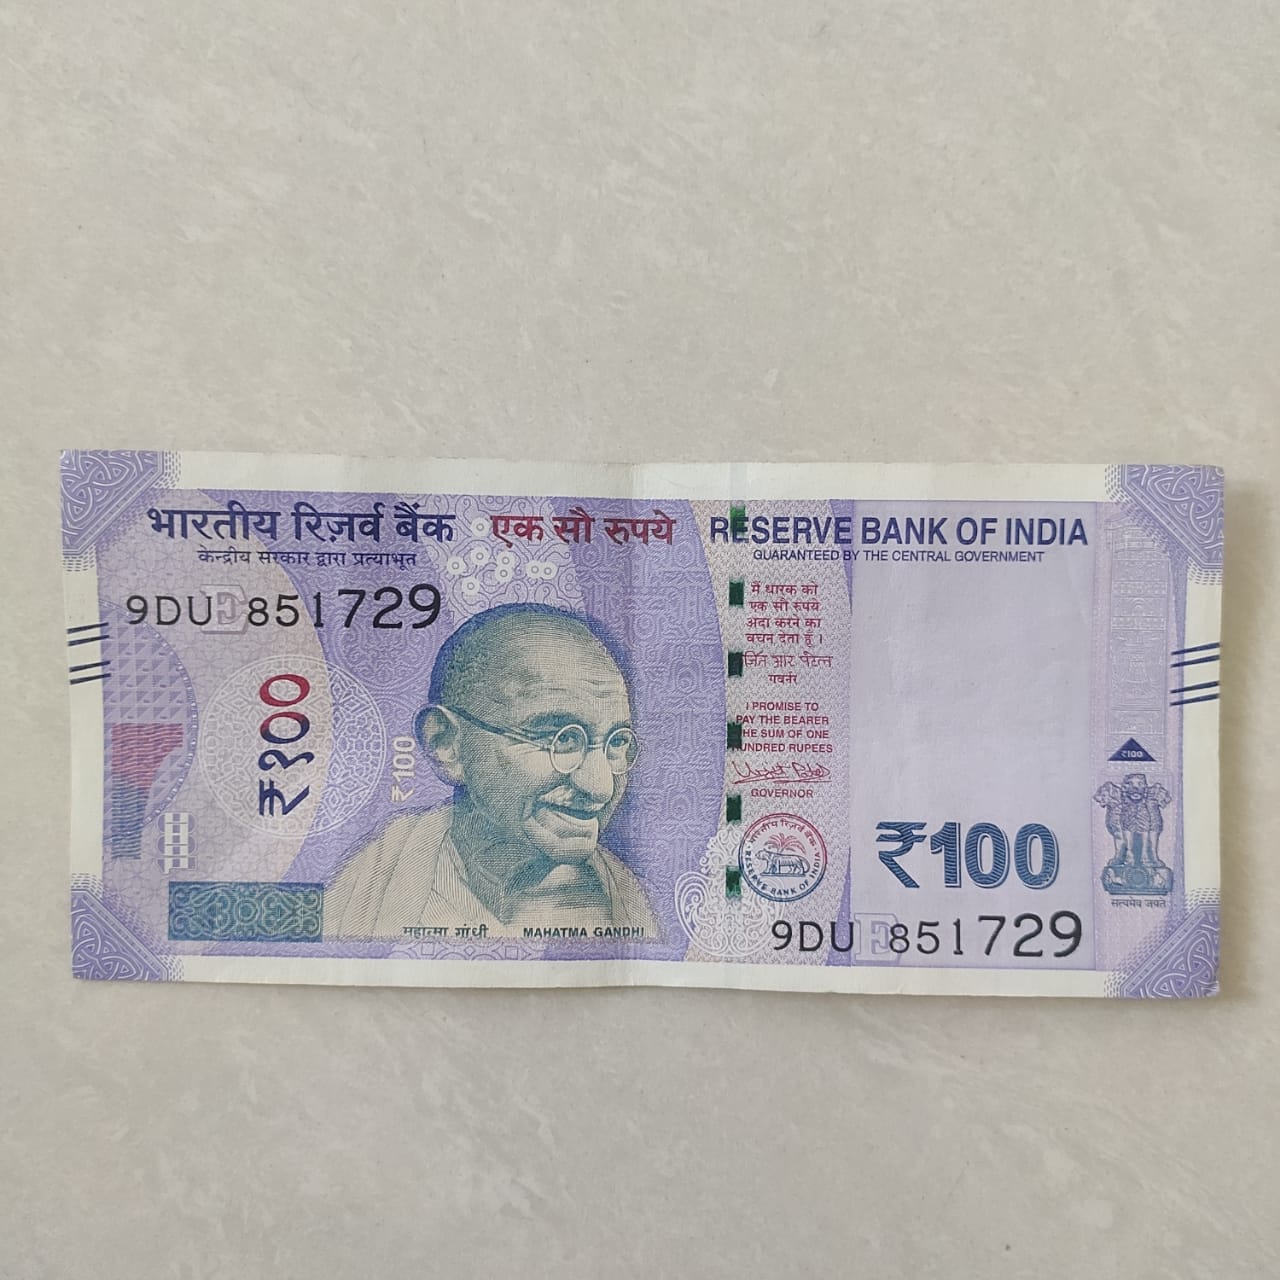 भारतीय रिज़र्व बैंक
केन्द्रीय सरकार द्वारा प्रत्याभूत
एक सौ रुपये
RESERVE BANK OF INDIA
GUARANTEED BY THE CENTRAL GOVERNMENT
9DU E 851729
₹१००
₹100
मैं धारक को
एक सौ रुपये
अदा करने का
वचन देता हूँ ।
गवर्नर
I PROMISE TO
PAY THE BEARER
THE SUM OF ONE
HUNDRED RUPEES
GOVERNOR
भारतीय रिज़र्व बैंक
RESERVE BANK OF INDIA
₹100
₹100
सत्यमेव जयते
महात्मा गांधी
MAHATMA GANDHI
9DU E 851729